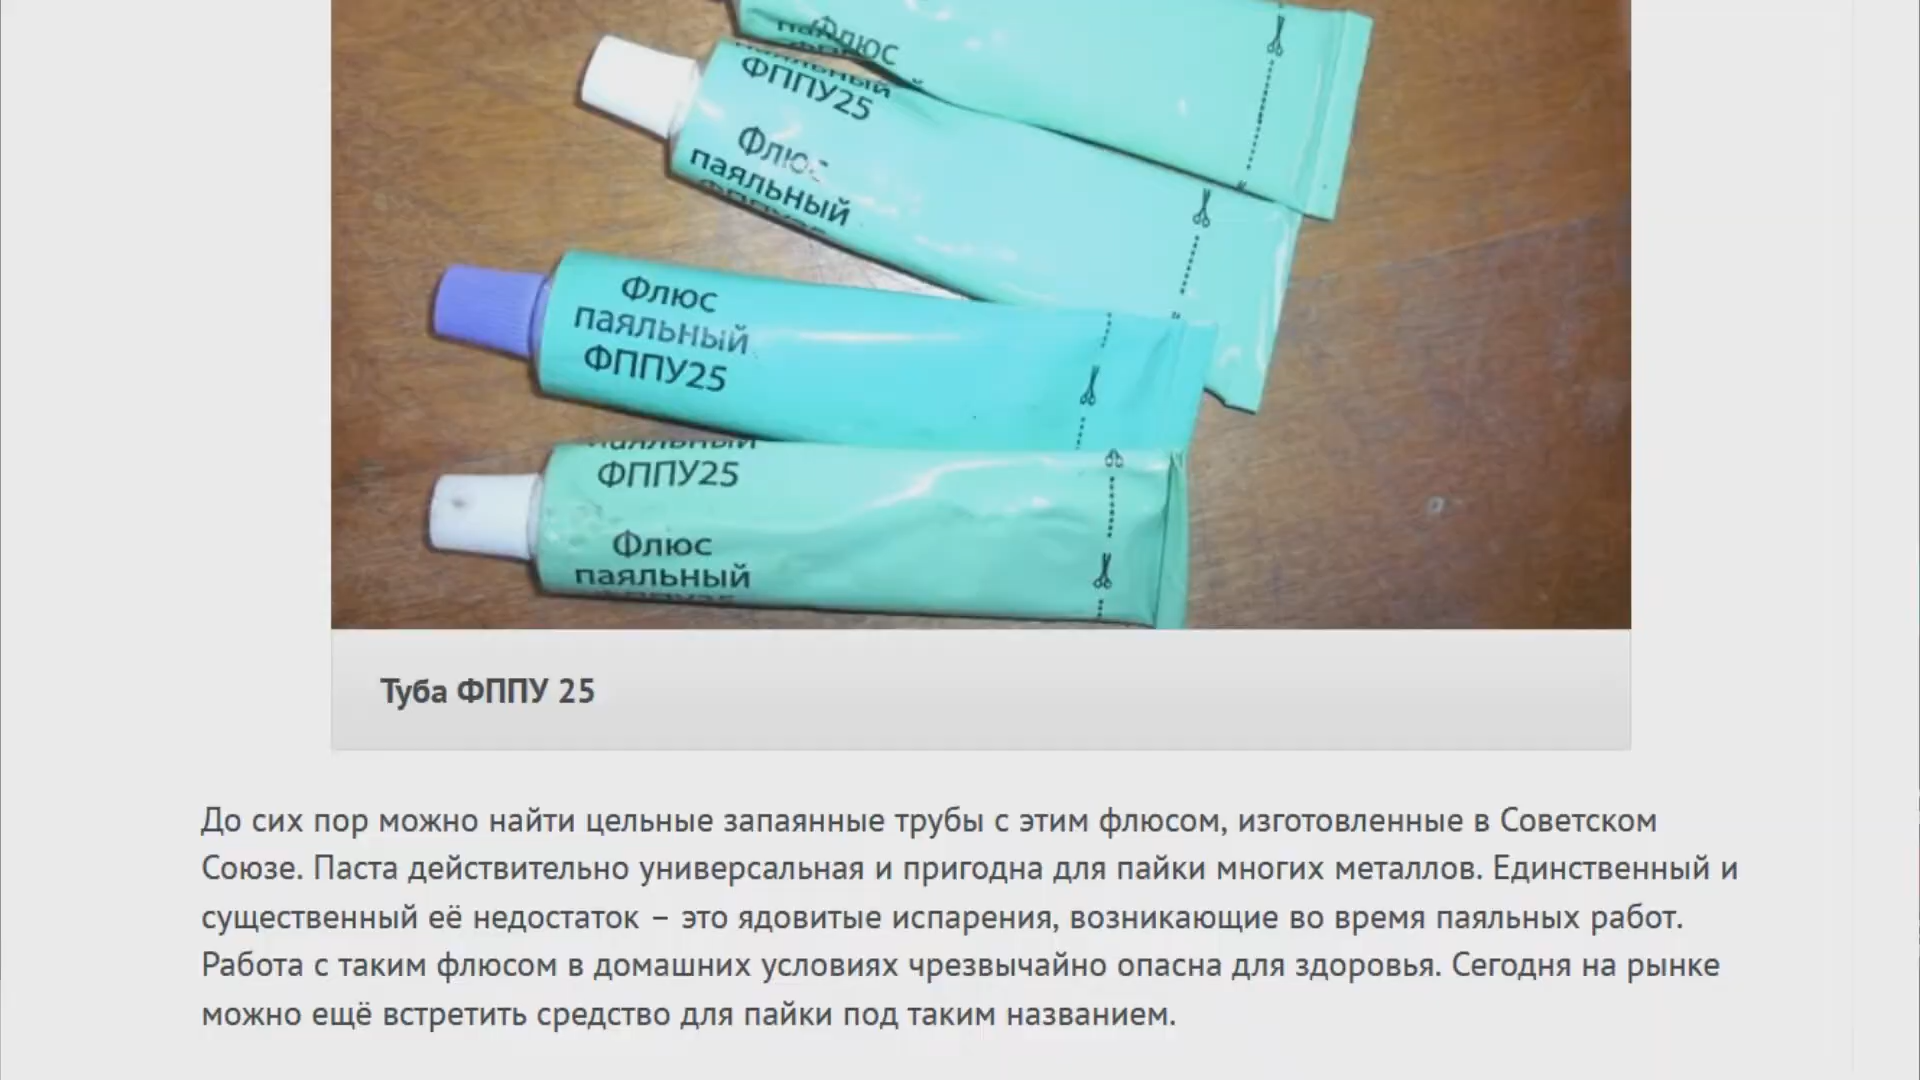 Флюс
ФППУ25
Флюс
паяльный
Флюс
паяльный
ФППУ25
ФППУ25
Флюс
паяльный
Туба ФППУ 25
До сих пор можно найти цельные запаянные трубы с этим флюсом, изготовленные в Советском
Союзе. Паста действительно универсальная и пригодна для пайки многих металлов. Единственный и
существенный её недостаток – это ядовитые испарения, возникающие во время паяльных работ.
Работа с таким флюсом в домашних условиях чрезвычайно опасна для здоровья. Сегодня на рынке
можно ещё встретить средство для пайки под таким названием.